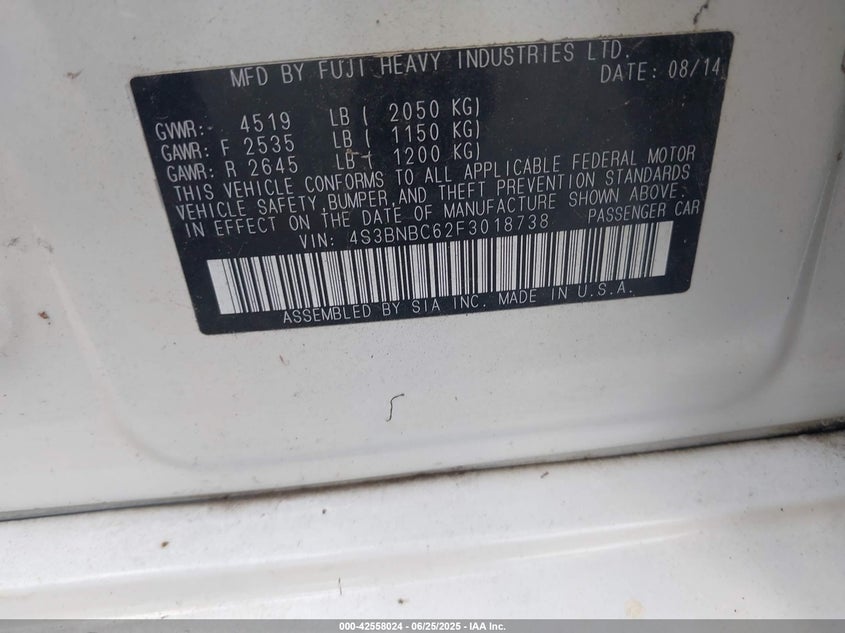 MFD BY FUJI HEAVY INDUSTRIES LTD.
DATE: 08/14
GVWR: 4519 LB ( 2050 KG)
GAWR: F 2535 LB ( 1150 KG)
GAWR: R 2645 LB ( 1200 KG)
THIS VEHICLE CONFORMS TO ALL APPLICABLE FEDERAL MOTOR
VEHICLE SAFETY, BUMPER, AND THEFT PREVENTION STANDARDS
IN EFFECT ON THE DATE OF MANUFACTURE SHOWN ABOVE.
VIN: 4S3BNBC62F3018738 PASSENGER CAR
ASSEMBLED BY SIA INC. MADE IN U.S.A.
000-42558024 - 06/25/2025 - IAA Inc.